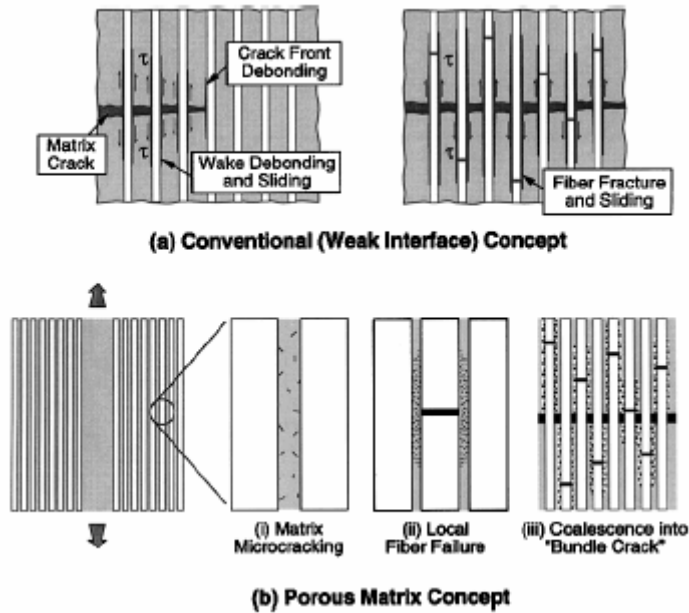 τ
Crack Front
Debonding
τ
Matrix
Crack
τ
Wake Debonding
and Sliding
τ
Fiber Fracture
and Sliding
(a) Conventional (Weak Interface) Concept
(i) Matrix
Microcracking
(ii) Local
Fiber Failure
(iii) Coalescence into
"Bundle Crack"
(b) Porous Matrix Concept